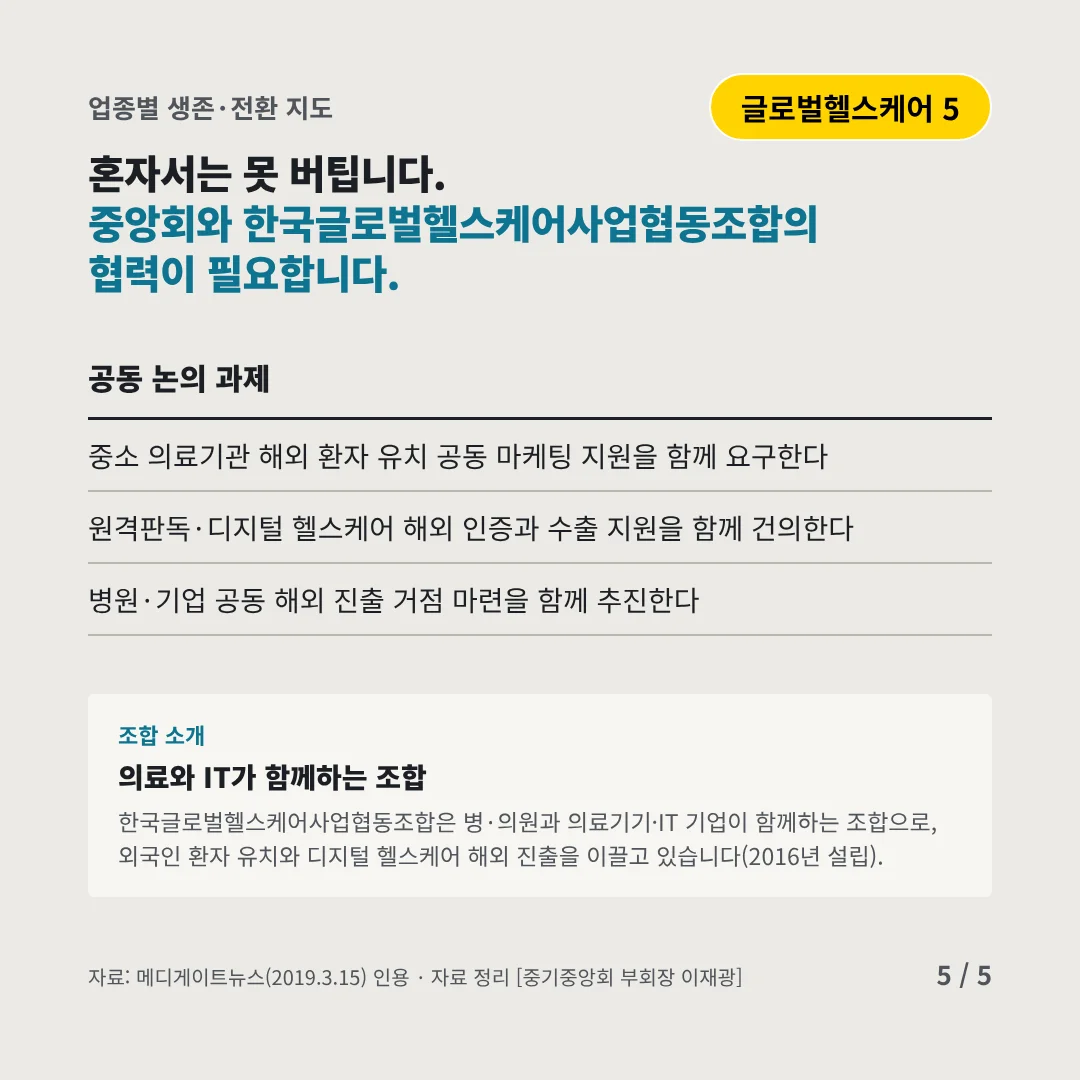 업종별 생존·전환 지도
글로벌헬스케어 5
혼자서는 못 버팁니다.
중앙회와 한국글로벌헬스케어사업협동조합의
협력이 필요합니다.
공동 논의 과제
중소 의료기관 해외 환자 유치 공동 마케팅 지원을 함께 요구한다
원격판독·디지털 헬스케어 해외 인증과 수출 지원을 함께 건의한다
병원·기업 공동 해외 진출 거점 마련을 함께 추진한다
조합 소개
의료와 IT가 함께하는 조합
한국글로벌헬스케어사업협동조합은 병·의원과 의료기기·IT 기업이 함께하는 조합으로,
외국인 환자 유치와 디지털 헬스케어 해외 진출을 이끌고 있습니다(2016년 설립).
자료: 메디게이트뉴스(2019.3.15) 인용 · 자료 정리 [중기중앙회 부회장 이재광]
5 / 5